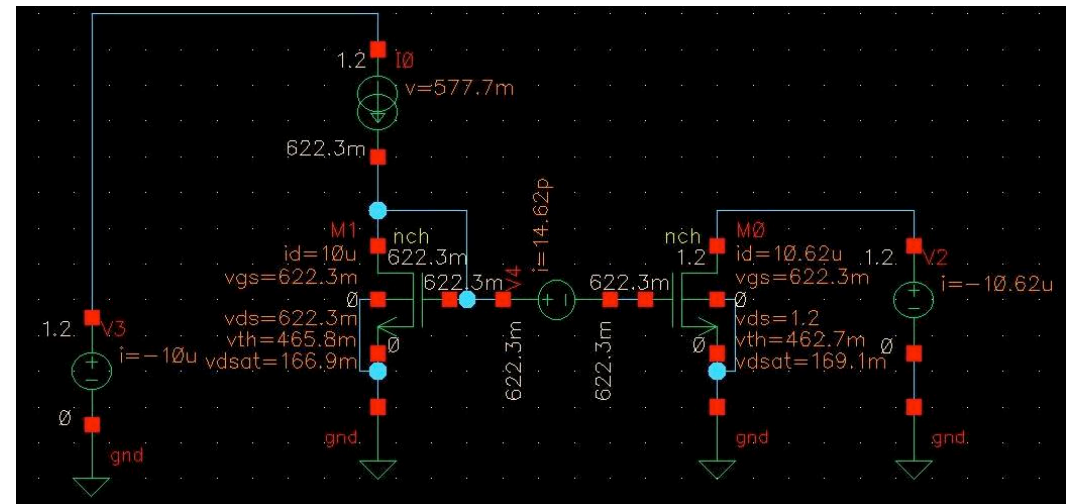 1.2
I0
v=577.7m
622.3m
M1
nch
id=10u
622.3m
vgs=622.3m
622.3m
0
vds=622.3m
vth=465.8m
vdsat=166.9m
0
gnd
V4
i=14.62p
622.3m
622.3m
622.3m
nch
M0
1.2
id=10.62u
vgs=622.3m
0
vds=1.2
vth=462.7m
vdsat=169.1m
0
gnd
1.2
V2
i=-10.62u
0
gnd
1.2
V3
i=-10u
0
gnd